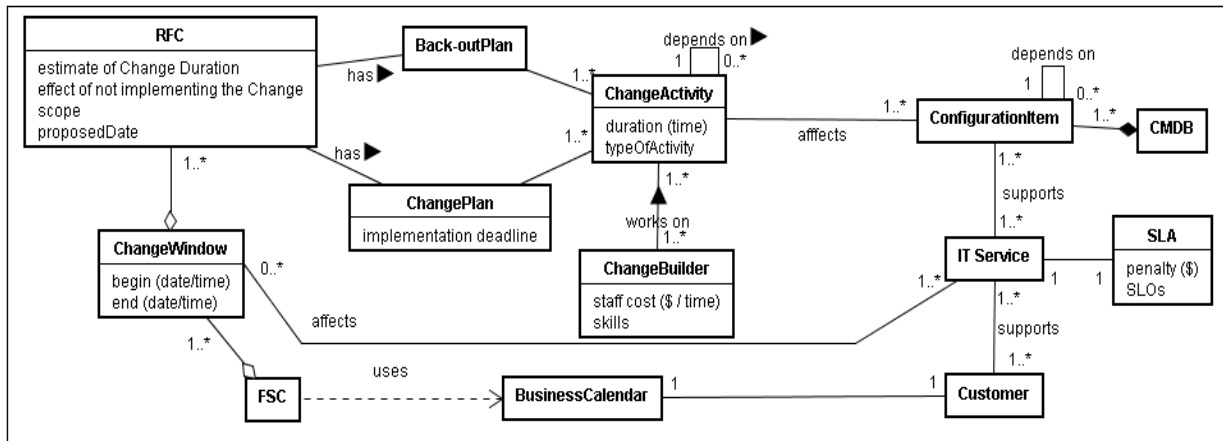 RFC
estimate of Change Duration
effect of not implementing the Change
scope
proposedDate
has
Back-outPlan
1..*
depends on
1
0..*
ChangeActivity
duration (time)
typeOfActivity
1..*
has
1..*
ChangePlan
implementation deadline
1..*
afffects
1..*
depends on
1
0..*
ConfigurationItem
1..*
CMDB
1..*
supports
1..*
1..*
works on
1..*
ChangeBuilder
staff cost ($ / time)
skills
ChangeWindow
begin (date/time)
end (date/time)
0..*
affects
1..*
IT Service
1
1
SLA
penalty ($)
SLOs
1..*
supports
1..*
1..*
FSC
uses
BusinessCalendar
1
1
Customer